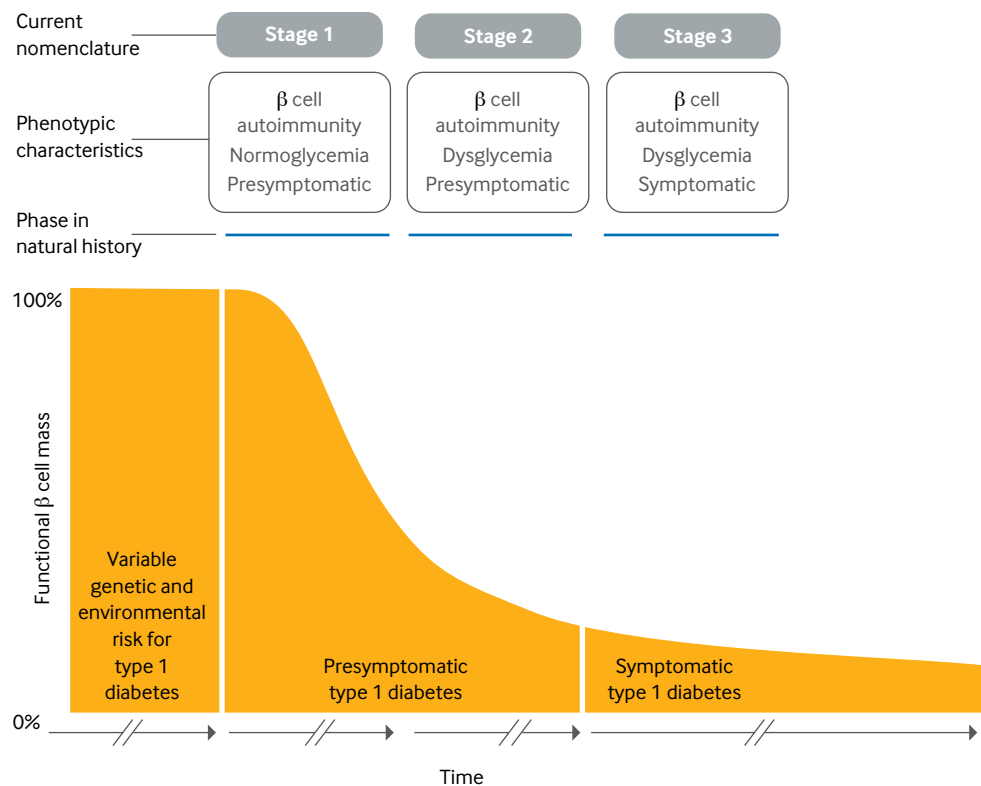 Current
nomenclature
Stage 1
Stage 2
Stage 3
Phenotypic
characteristics
β cell
autoimmunity
Normoglycemia
Presymptomatic
β cell
autoimmunity
Dysglycemia
Presymptomatic
β cell
autoimmunity
Dysglycemia
Symptomatic
Phase in
natural history
100%
Functional β cell mass
0%
Variable
genetic and
environmental
risk for
type 1
diabetes
Presymptomatic
type 1 diabetes
Symptomatic
type 1 diabetes
Time